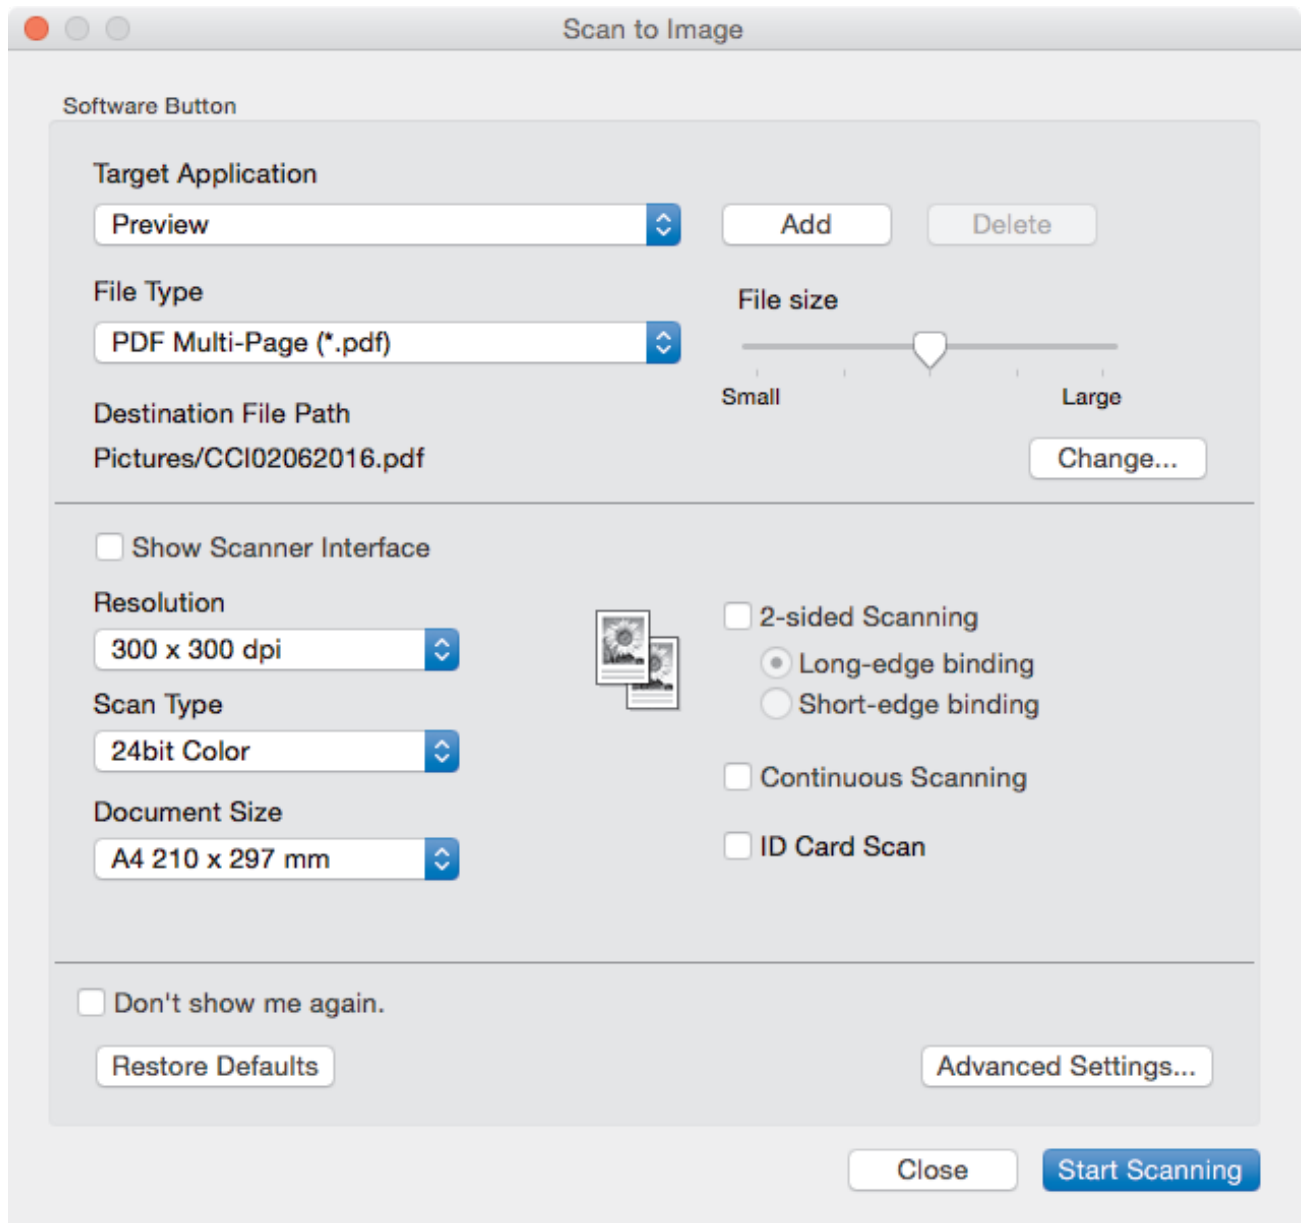 Scan to Image
Software Button
Target Application
Preview
Add
Delete
File Type
File size
PDF Multi-Page (*.pdf)
Small
Large
Destination File Path
Pictures/CCI02062016.pdf
Change...
Show Scanner Interface
Resolution
300 x 300 dpi
2-sided Scanning
Long-edge binding
Short-edge binding
Scan Type
24bit Color
Continuous Scanning
Document Size
A4 210 x 297 mm
ID Card Scan
Don't show me again.
Restore Defaults
Advanced Settings...
Close
Start Scanning